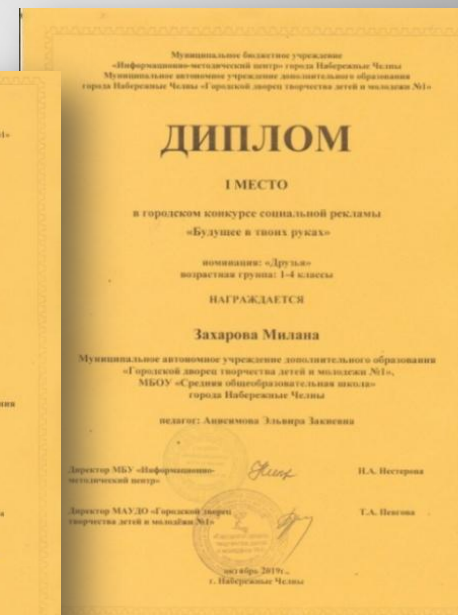 Муниципальное бюджетное учреждение
«Информационно-методический центр» города Набережные Челны
Муниципальное автономное учреждение дополнительного образования
города Набережные Челны «Городской дворец творчества детей и молодежи №1»
ДИПЛОМ
I МЕСТО
в городском конкурсе социальной рекламы
«Будущее в твоих руках»
номинация: «Друзья»
возрастная группа: 1-4 классы
НАГРАЖДАЕТСЯ
Захарова Милана
Муниципальное автономное учреждение дополнительного образования
«Городской дворец творчества детей и молодежи №1»,
МБОУ «Средняя общеобразовательная школа»
города Набережные Челны
педагог: Анисимова Эльвира Закиевна
Директор МБУ «Информационно-
методический центр»
Н.А. Нестерова
Директор МАУДО «Городской дворец
творчества детей и молодёжи №1»
Т.А. Певгова
октябрь 2019г.,
г. Набережные Челны